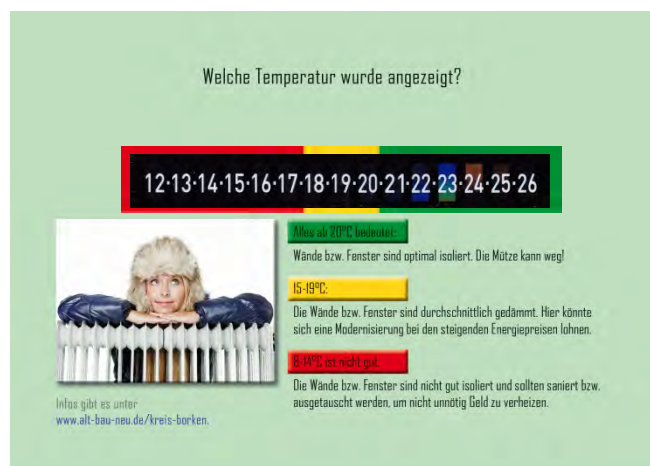 Welche Temperatur wurde angezeigt?
12·13·14·15·16·17·18·19·20·21·22·23·24·25·26
Alles ab 20°C bedeutet:
Wände bzw. Fenster sind optimal isoliert. Die Mütze kann weg!
15-19°C:
Die Wände bzw. Fenster sind durchschnittlich gedämmt. Hier könnte
sich eine Modernisierung bei den steigenden Energiepreisen lohnen.
8-14°C ist nicht gut:
Die Wände bzw. Fenster sind nicht gut isoliert und sollten saniert bzw.
ausgetauscht werden, um nicht unnötig Geld zu verheizen.
Infos gibt es unter
www.alt-bau-neu.de/kreis-borken.